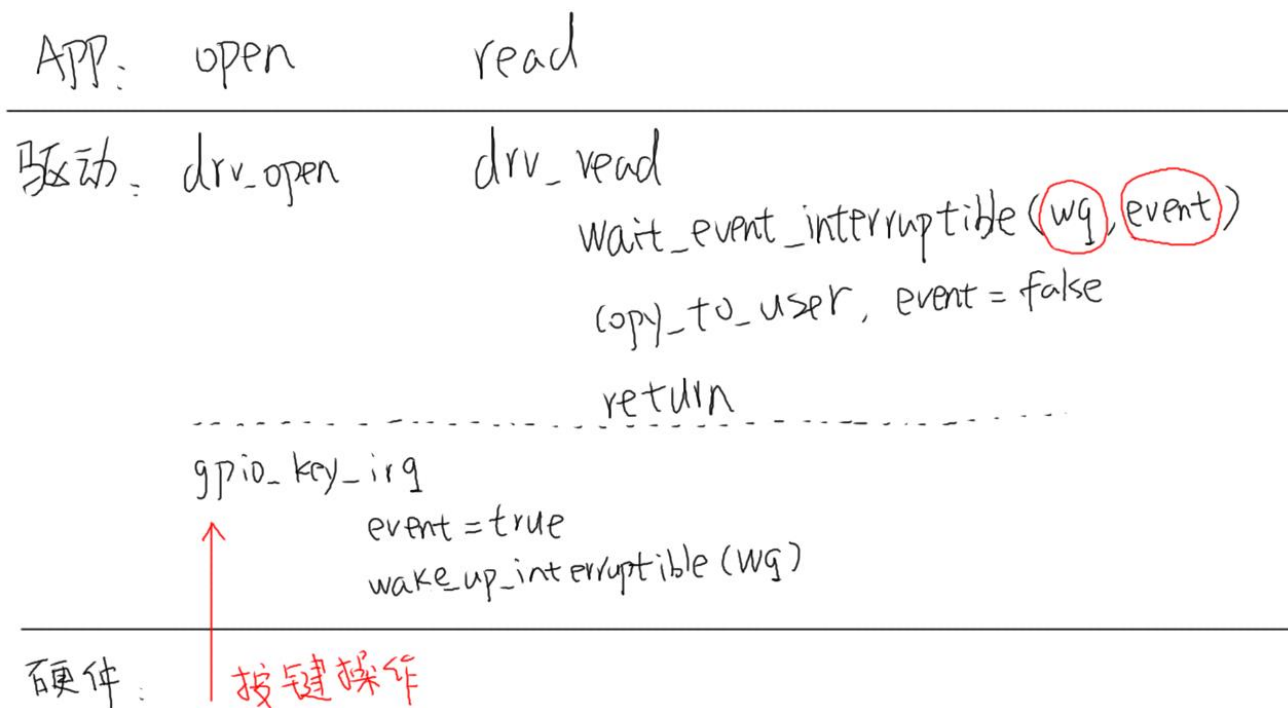 APP: open read
驱动: drv_open drv_read
wait_event_interruptible(wq, event)
copy_to_user, event = false
return
gpio_key_irq
event = true
wake_up_interruptible(wq)
硬件: 按键操作